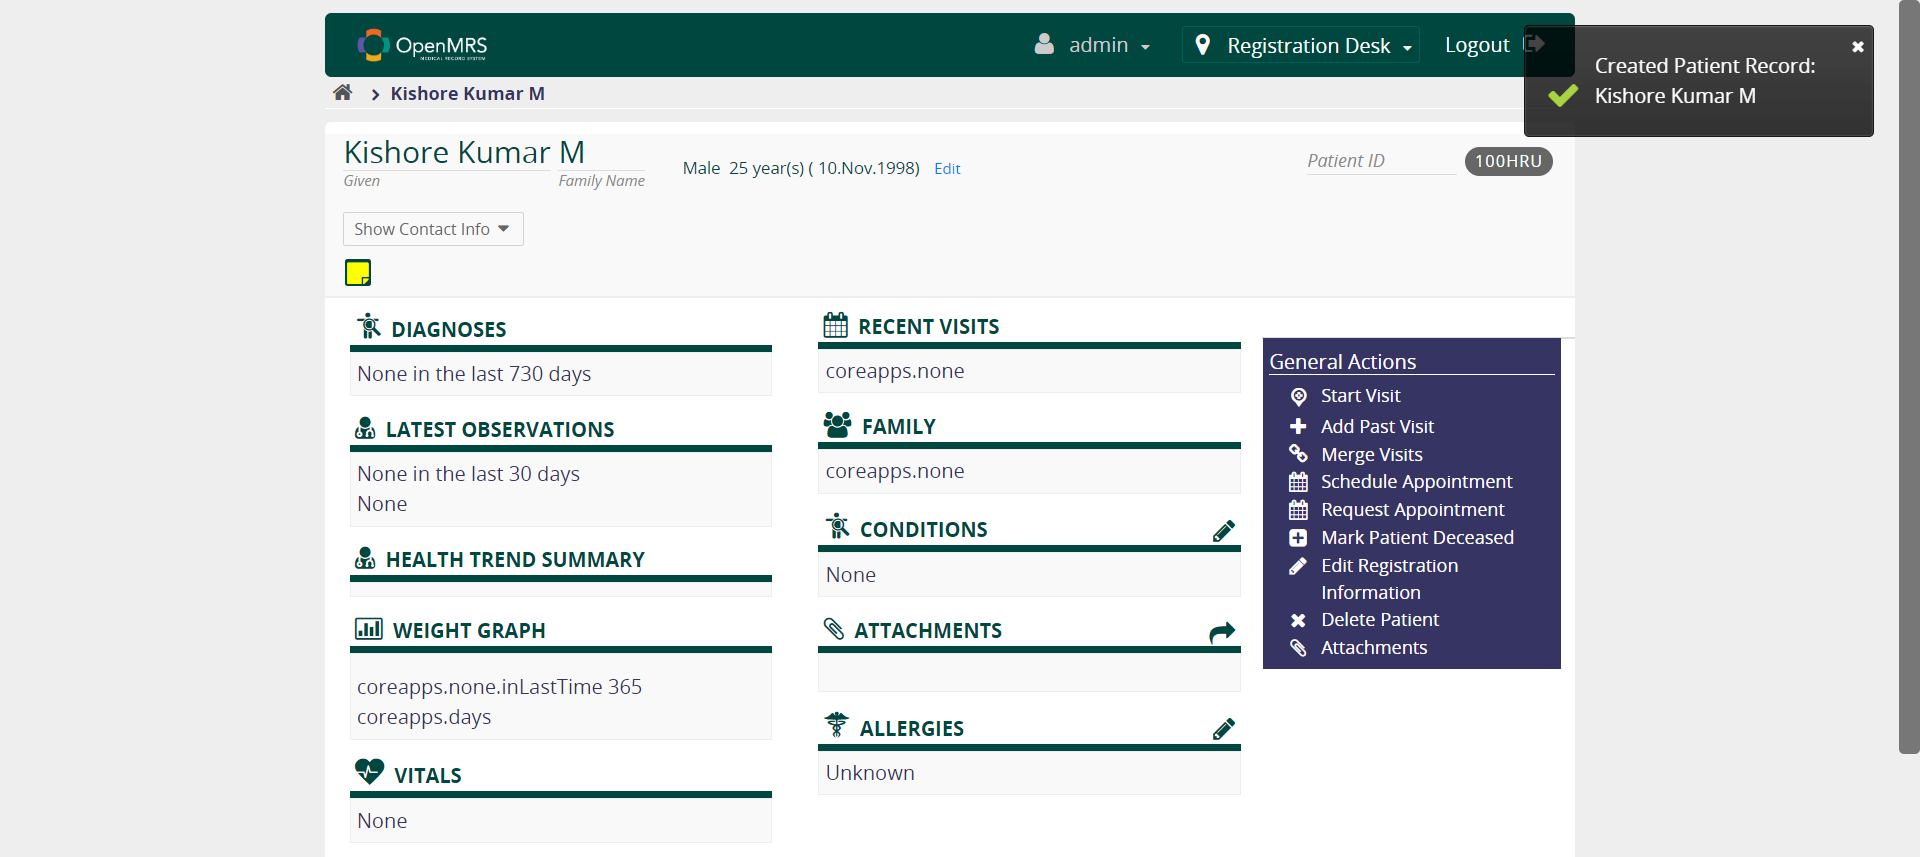 OpenMRS
MEDICAL RECORD SYSTEM
admin
Registration Desk
Logout
Created Patient Record:
Kishore Kumar M
Kishore Kumar M
Kishore Kumar M
Given Family Name
Male 25 year(s) ( 10.Nov.1998) Edit
Patient ID 100HRU
Show Contact Info
DIAGNOSES
None in the last 730 days
LATEST OBSERVATIONS
None in the last 30 days
None
HEALTH TREND SUMMARY
WEIGHT GRAPH
coreapps.none.inLastTime 365
coreapps.days
VITALS
None
RECENT VISITS
coreapps.none
FAMILY
coreapps.none
CONDITIONS
None
ATTACHMENTS
ALLERGIES
Unknown
General Actions
Start Visit
Add Past Visit
Merge Visits
Schedule Appointment
Request Appointment
Mark Patient Deceased
Edit Registration
Information
Delete Patient
Attachments